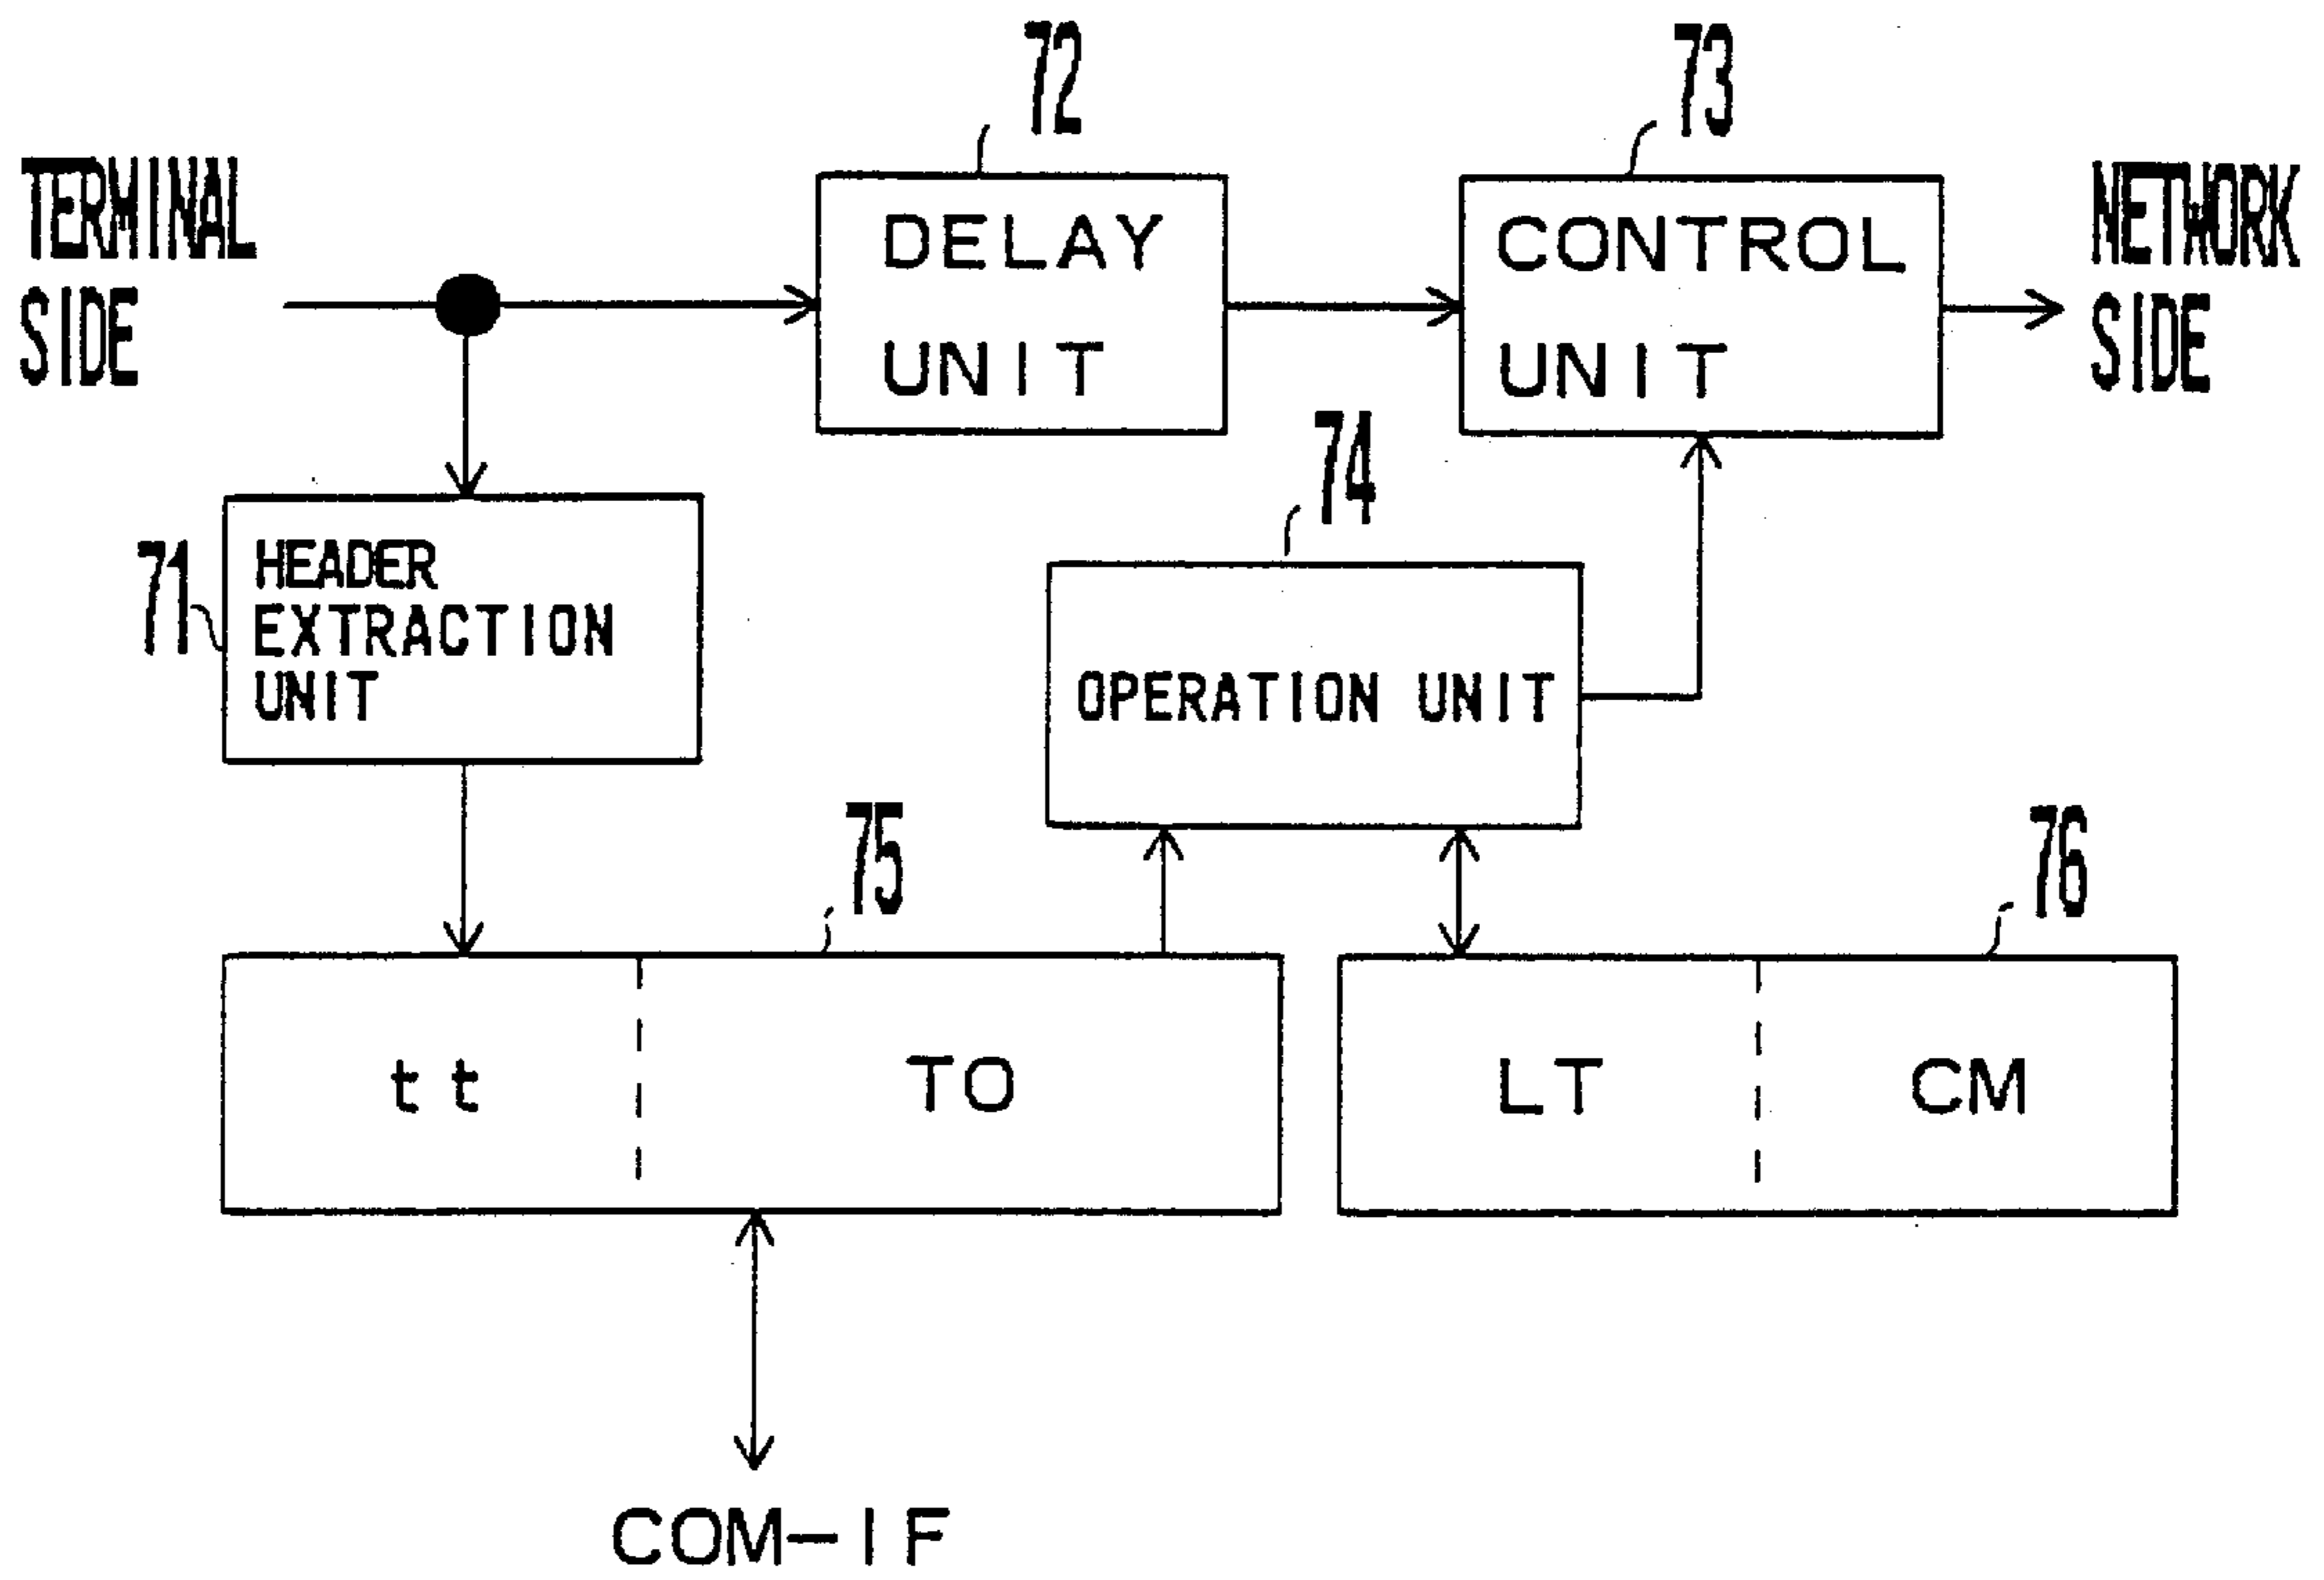 72
73
TERMINAL
SIDE
DELAY
UNIT
CONTROL
UNIT
NETWORK
SIDE
74
71
HEADER
EXTRACTION
UNIT
OPERATION UNIT
75
76
tt
TO
LT
CM
COM-IF